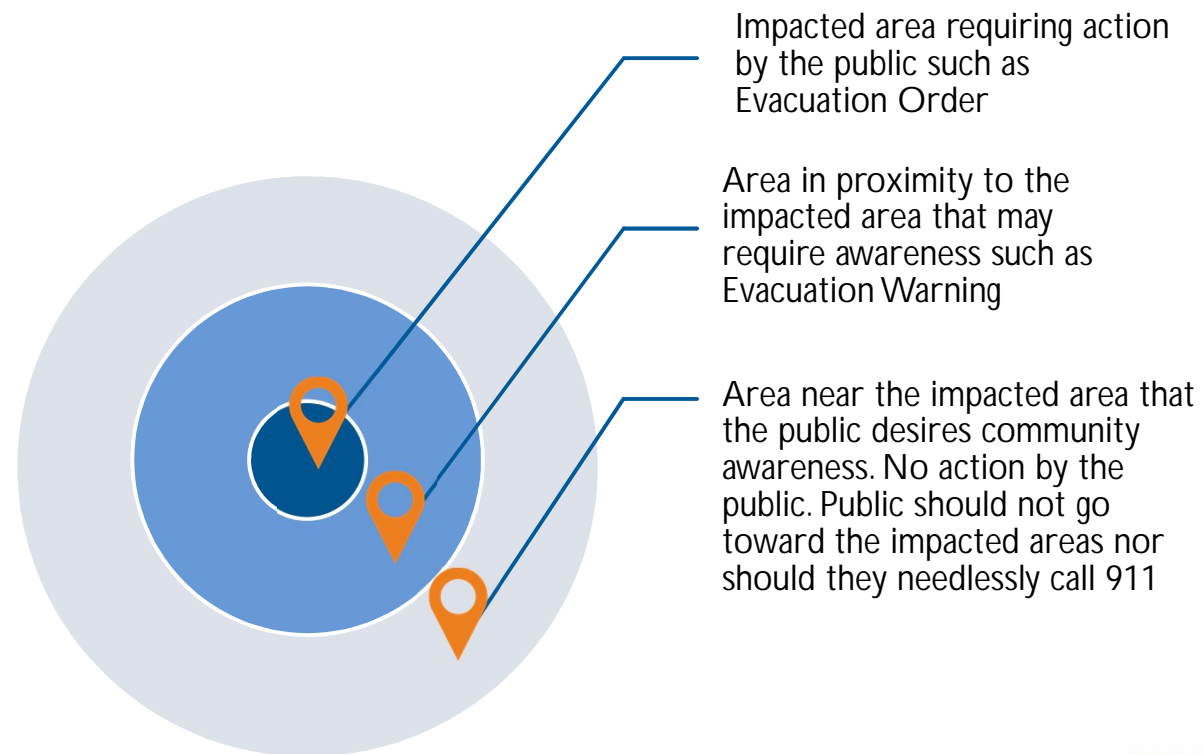 Impacted area requiring action
by the public such as
Evacuation Order
Area in proximity to the
impacted area that may
require awareness such as
Evacuation Warning
Area near the impacted area that
the public desires community
awareness. No action by the
public. Public should not go
toward the impacted areas nor
should they needlessly call 911